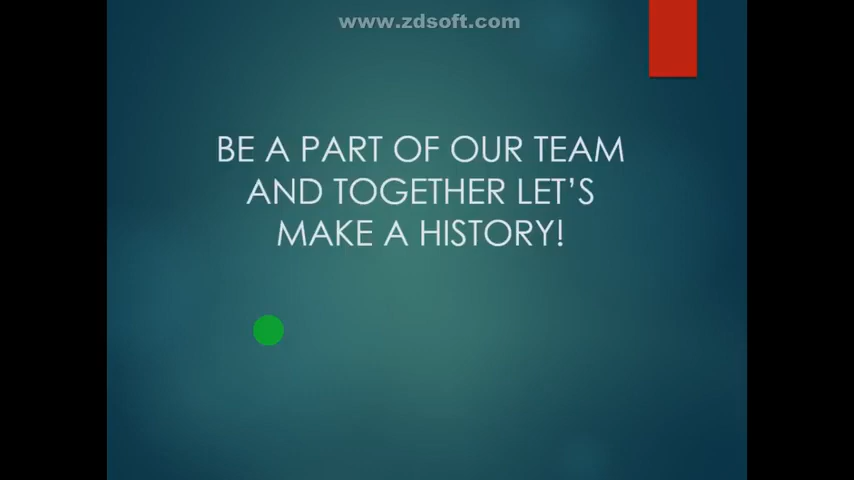 www.zdsoft.com
BE A PART OF OUR TEAM
AND TOGETHER LET’S
MAKE A HISTORY!